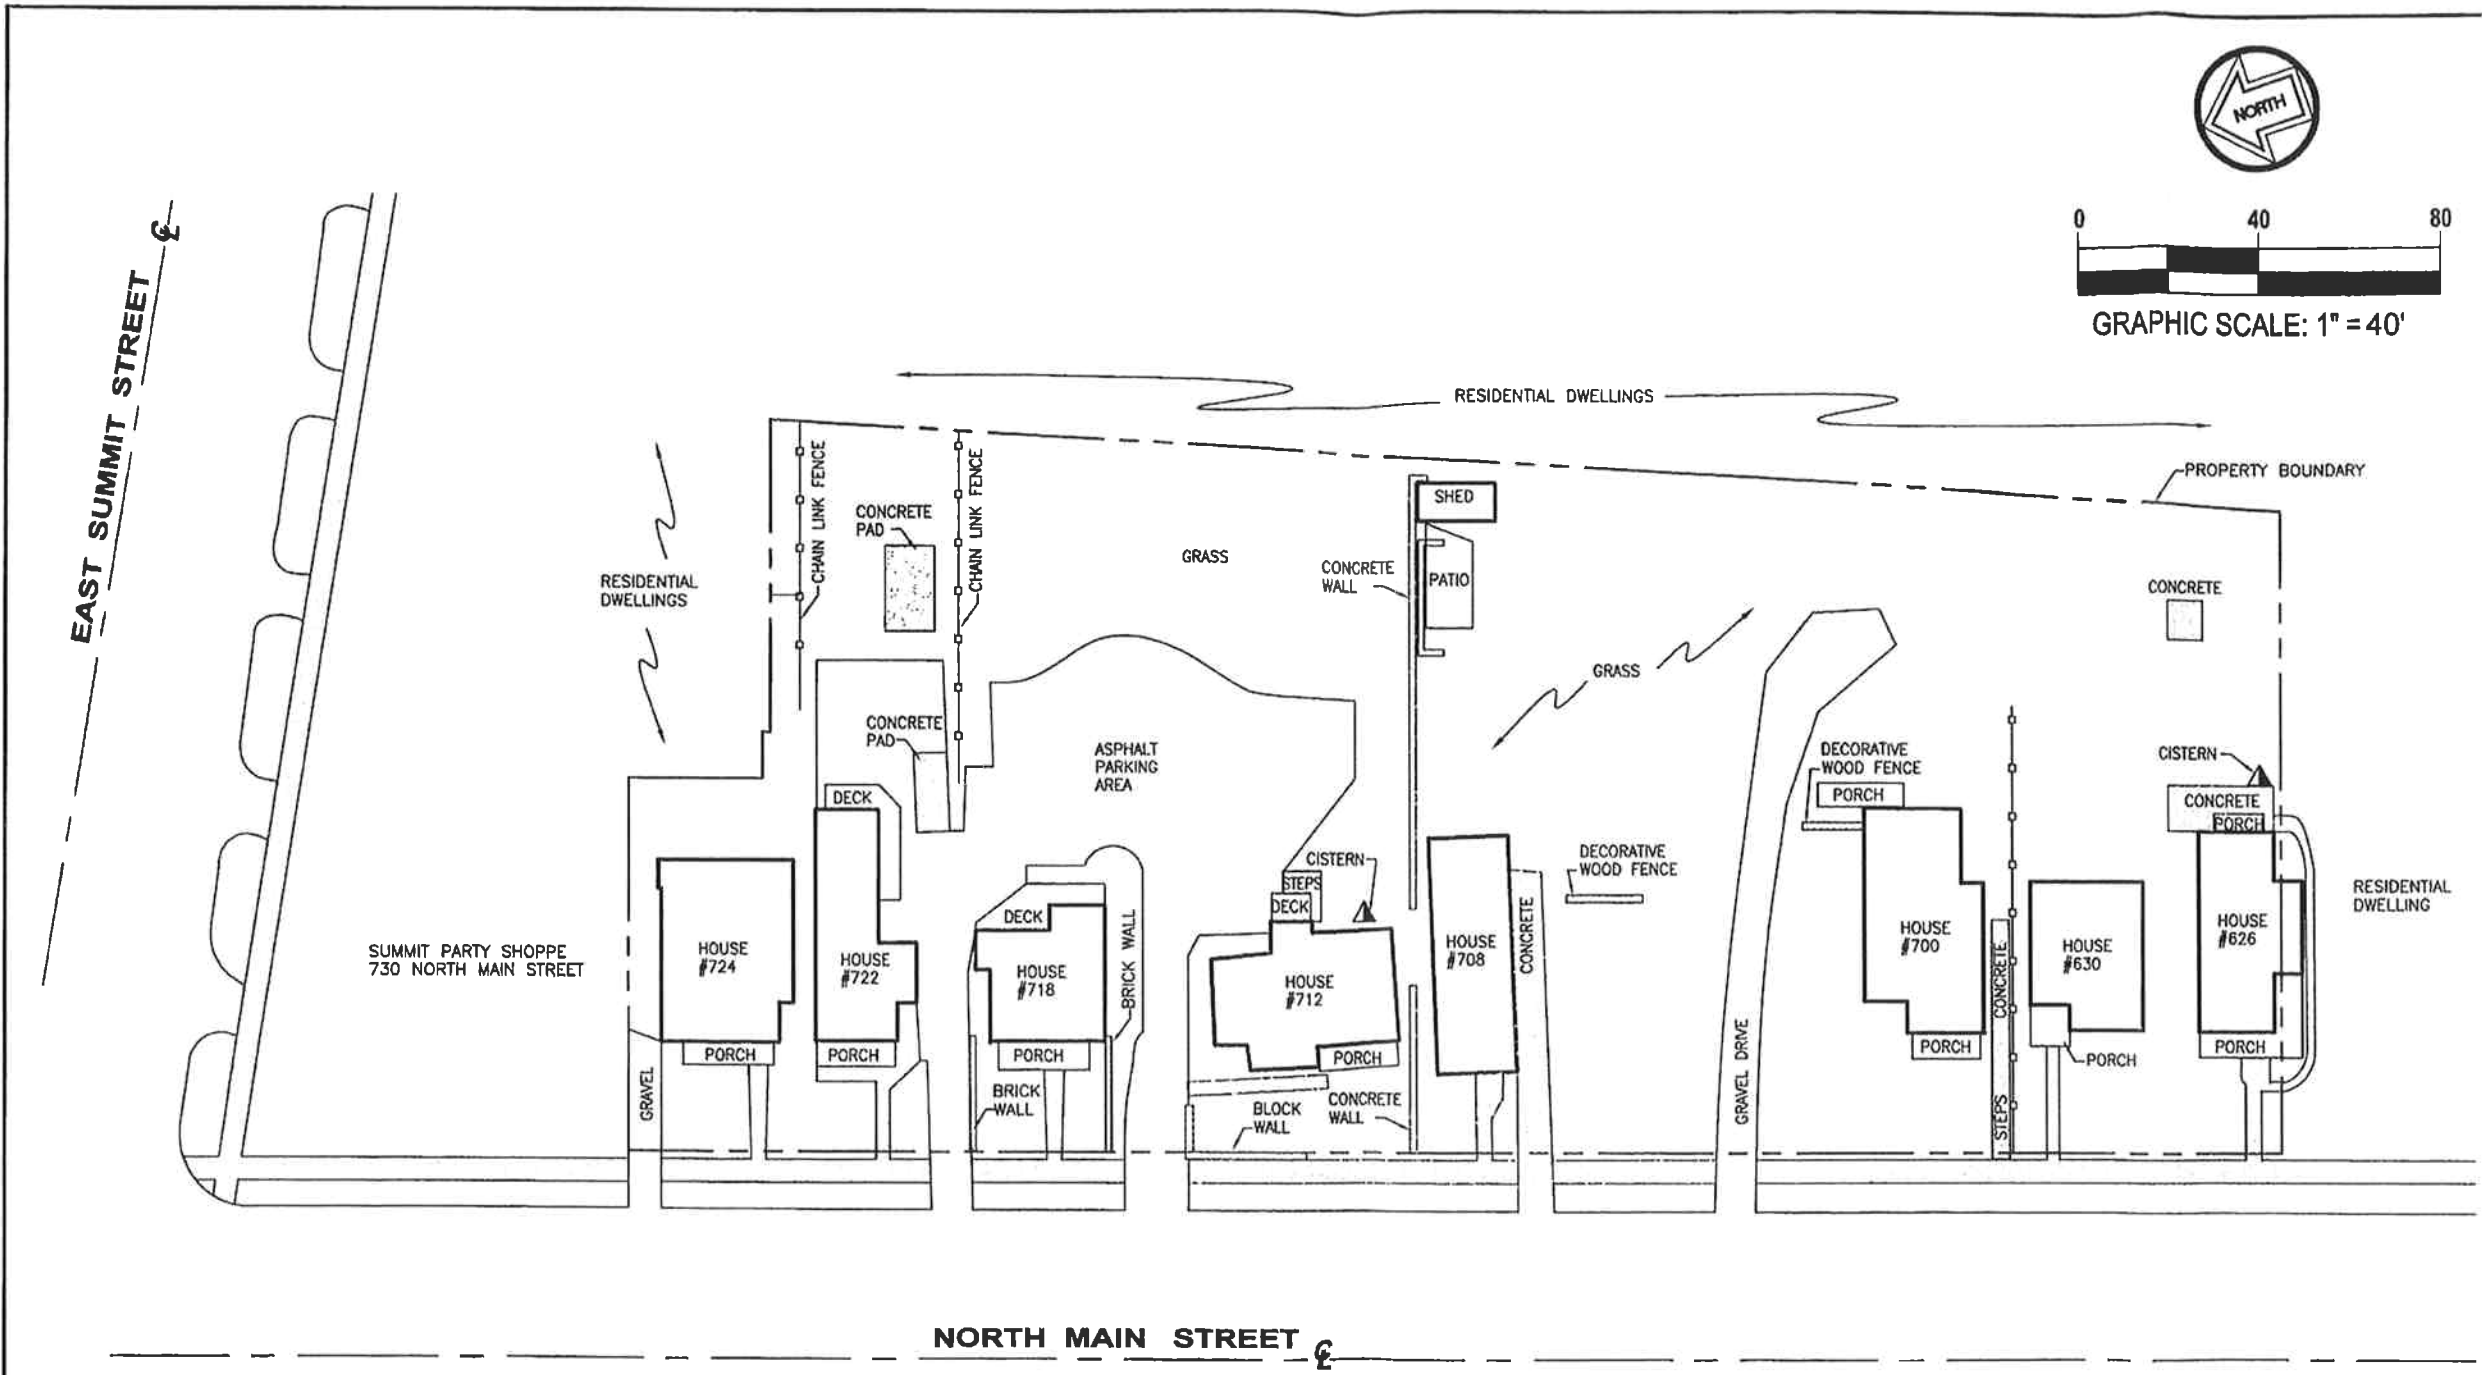 NORTH
0 40 80
GRAPHIC SCALE: 1" = 40'
EAST SUMMIT STREET
℄
RESIDENTIAL DWELLINGS
PROPERTY BOUNDARY
CHAIN LINK FENCE
CHAIN LINK FENCE
CONCRETE
PAD
GRASS
SHED
CONCRETE
WALL
PATIO
RESIDENTIAL
DWELLINGS
CONCRETE
GRASS
CONCRETE
PAD
ASPHALT
PARKING
AREA
DECORATIVE
WOOD FENCE
PORCH
CISTERN
CONCRETE
PORCH
DECK
CISTERN
STEPS
DECK
DECORATIVE
WOOD FENCE
RESIDENTIAL
DWELLING
SUMMIT PARTY SHOPPE
730 NORTH MAIN STREET
HOUSE
#724
HOUSE
#722
DECK
HOUSE
#718
BRICK WALL
HOUSE
#712
HOUSE
#708
CONCRETE
HOUSE
#700
CONCRETE
STEPS
HOUSE
#630
HOUSE
#626
PORCH
PORCH
PORCH
PORCH
PORCH
PORCH
PORCH
GRAVEL
BRICK
WALL
BLOCK
WALL
CONCRETE
WALL
GRAVEL DRIVE
NORTH MAIN STREET ℄